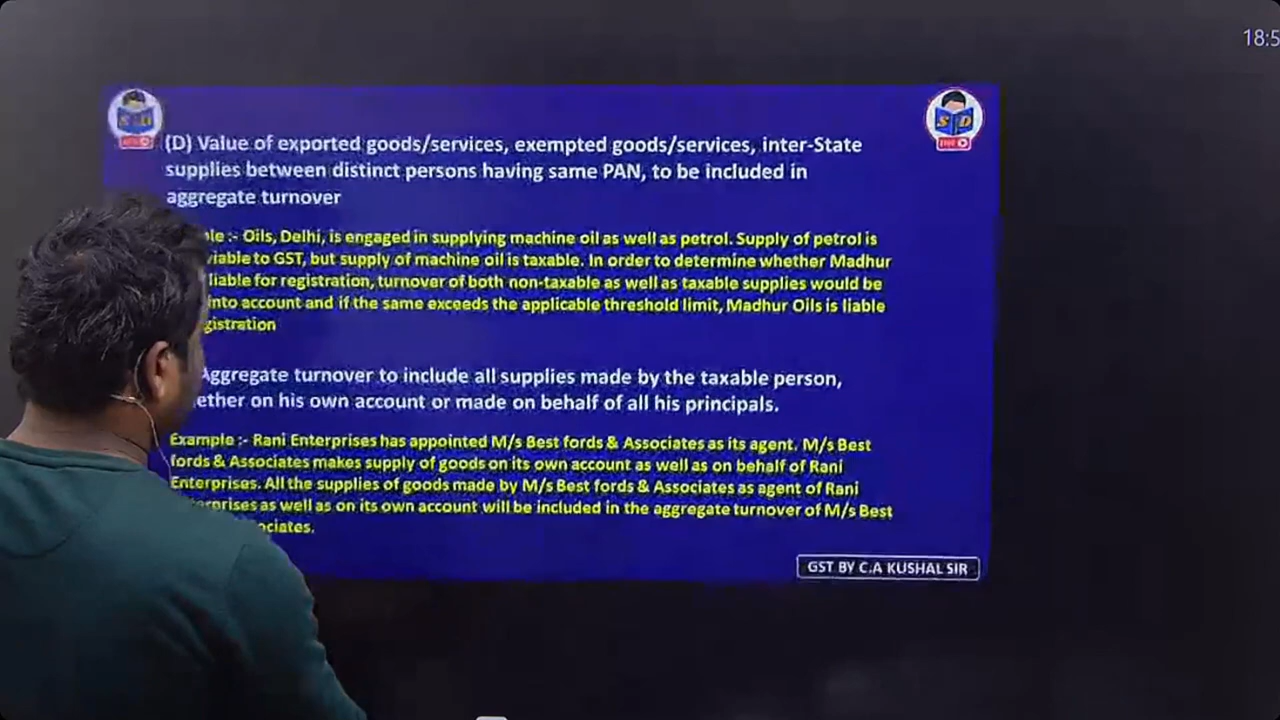 18:5
S D
S D
(D) Value of exported goods/services, exempted goods/services, inter-State
supplies between distinct persons having same PAN, to be included in
aggregate turnover
le :- Oils, Delhi, is engaged in supplying machine oil as well as petrol. Supply of petrol is
viable to GST, but supply of machine oil is taxable. In order to determine whether Madhur
liable for registration, turnover of both non-taxable as well as taxable supplies would be
into account and if the same exceeds the applicable threshold limit, Madhur Oils is liable
gistration
Aggregate turnover to include all supplies made by the taxable person,
ether on his own account or made on behalf of all his principals.
Example :- Rani Enterprises has appointed M/s Best fords & Associates as its agent. M/s Best
fords & Associates makes supply of goods on its own account as well as on behalf of Rani
Enterprises. All the supplies of goods made by M/s Best fords & Associates as agent of Rani
erprises as well as on its own account will be included in the aggregate turnover of M/s Best
ociates.
GST BY C.A KUSHAL SIR